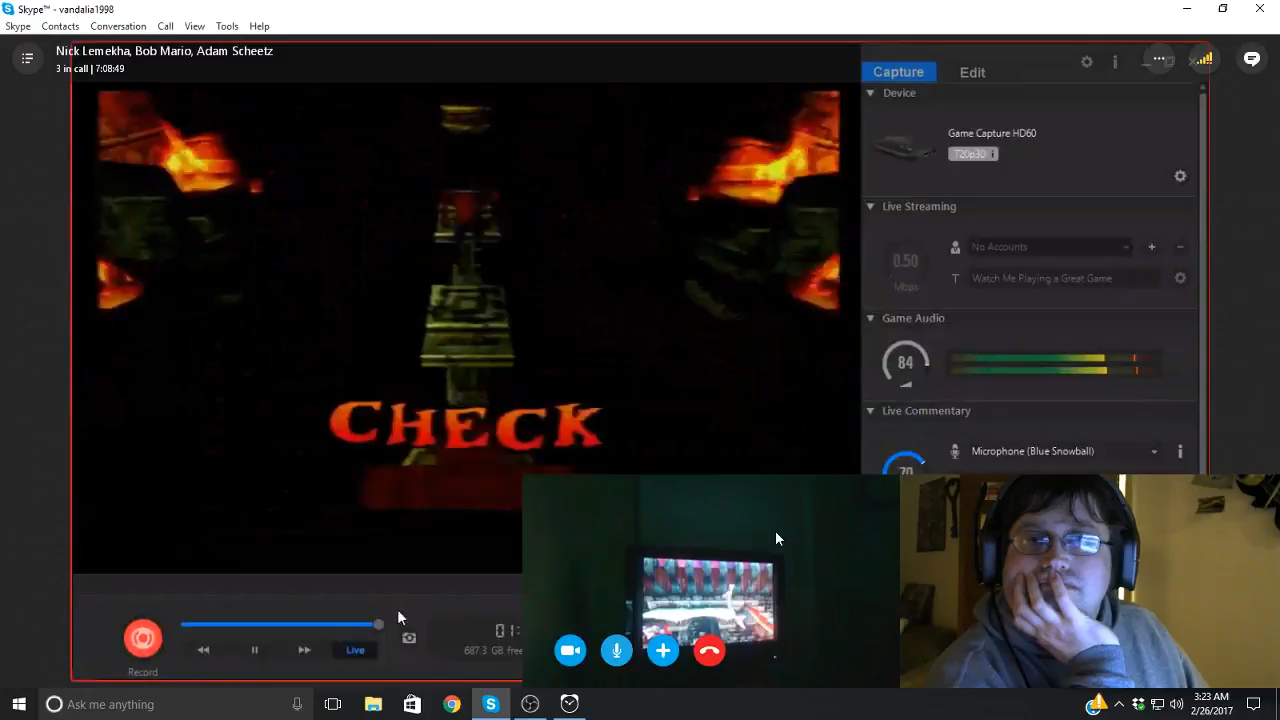 Skype™ - vandalia1998
Skype Contacts Conversation Call View Tools Help
Nick Lemekha, Bob Mario, Adam Scheetz
3 in call | 7:08:49
Capture Edit
Device
Game Capture HD60
720p30 i
Live Streaming
No Accounts
0.50
Mbps
T Watch Me Playing a Great Game
Game Audio
84
CHECK
Live Commentary
Microphone (Blue Snowball)
70
01:
687.3 GB free
Live
Record
Ask me anything
3:23 AM
2/26/2017